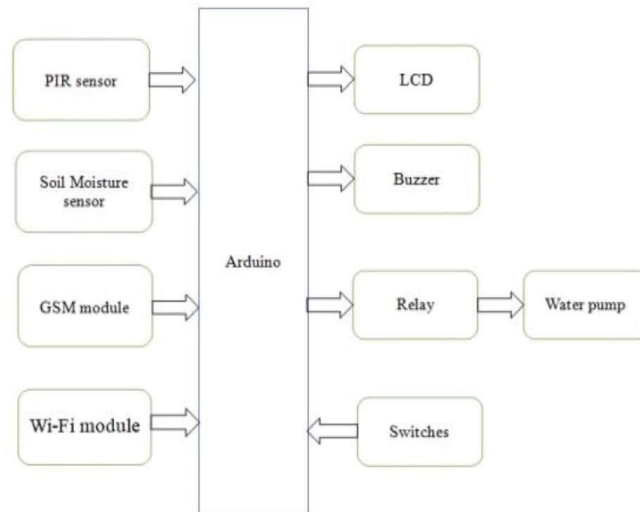 PIR sensor
LCD
Soil Moisture
sensor
Buzzer
Arduino
GSM module
Relay
Water pump
Wi-Fi module
Switches